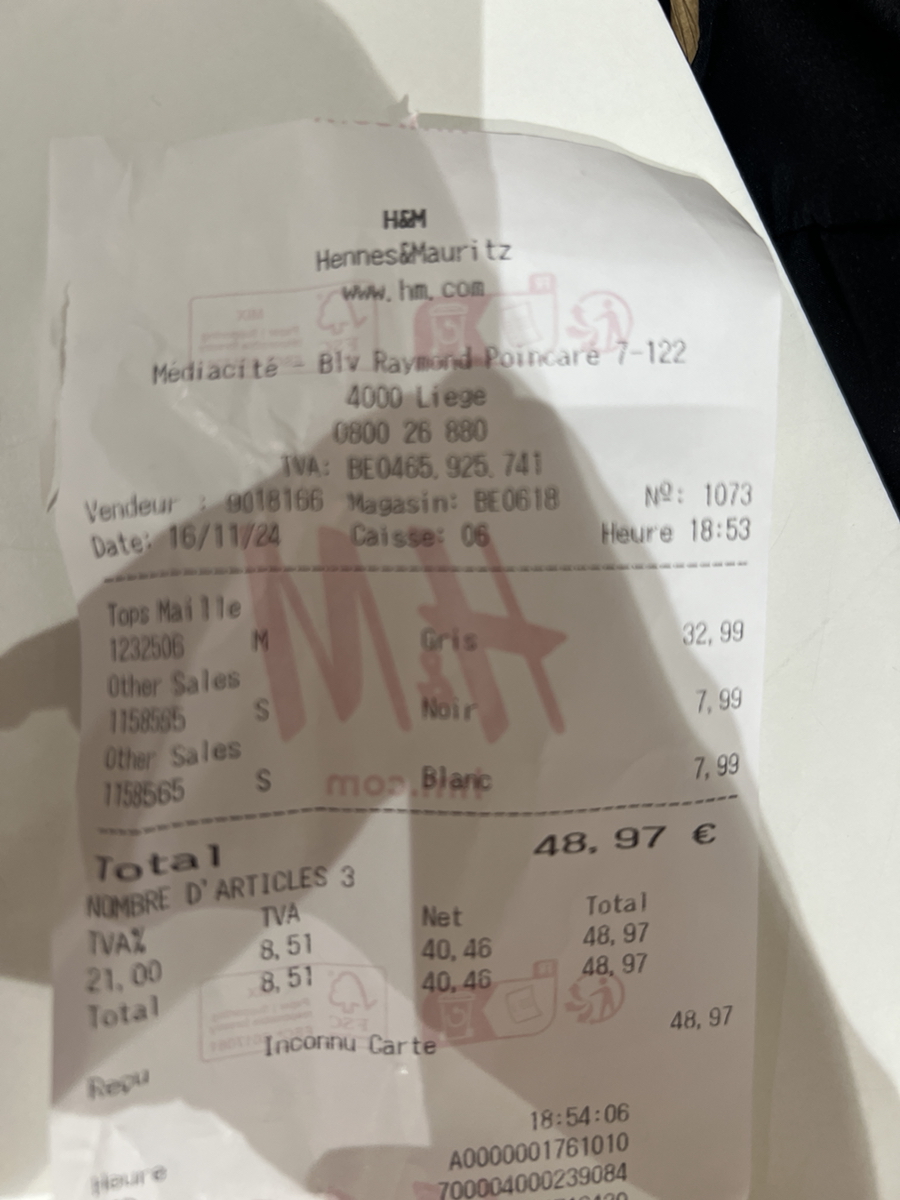 H&M
Hennes&Mauritz
www.hm.com
Médiacité - Blv Raymond Poincare 7-122
4000 Liege
0800 26 880
TVA: BE0465.925.741
Vendeur : 9018166 Magasin: BE0618 Nº: 1073
Date: 16/11/24 Caisse: 06 Heure 18:53
Tops Maille
1232506 M Gris 32,99
Other Sales
1158565 S Noir 7,99
Other Sales
1158565 S Blanc 7,99
H&M
hm.com
Total 48,97 €
NOMBRE D'ARTICLES 3
TVA% TVA Net Total
21,00 8,51 40,46 48,97
Total 8,51 40,46 48,97
Inconnu Carte 48,97
Reçu
Heure 18:54:06
A0000001761010
700004000239084